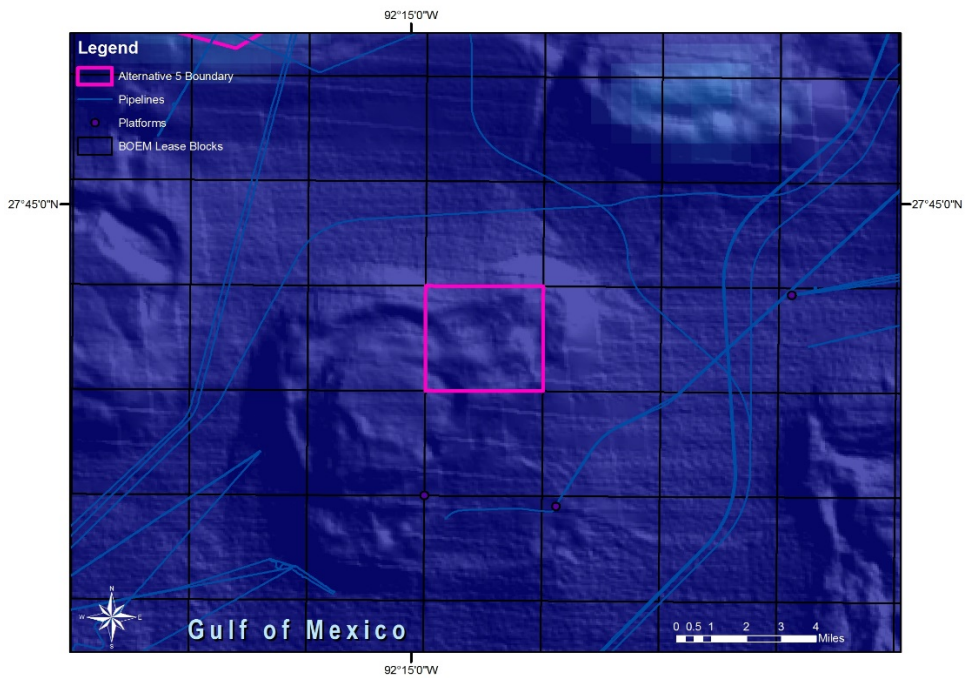 92°15'0"W
Legend
Alternative 5 Boundary
Pipelines
Platforms
BOEM Lease Blocks
27°45'0"N
27°45'0"N
N
W
E
S
Gulf of Mexico
0 0.5 1 2 3 4
Miles
92°15'0"W